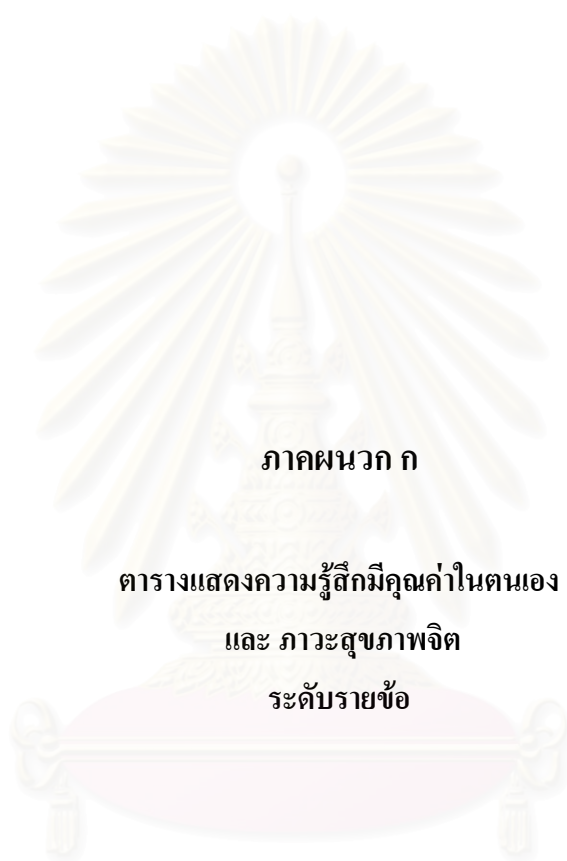 ภาคผนวก ก
ตารางแสดงความรู้สึกมีคุณค่าในตนเอง
และ ภาวะสุขภาพจิต
ระดับรายข้อ